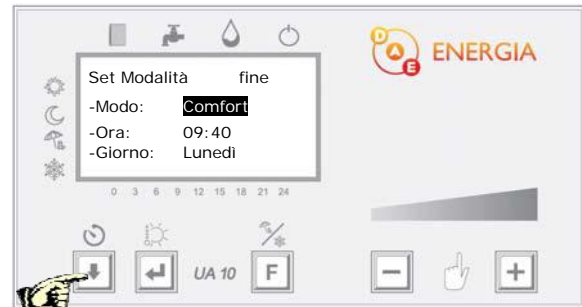 D A E ENERGIA
Set Modalità fine
-Modo: Comfort
-Ora: 09:40
-Giorno: Lunedì
0 3 6 9 12 15 18 21 24
UA 10 F